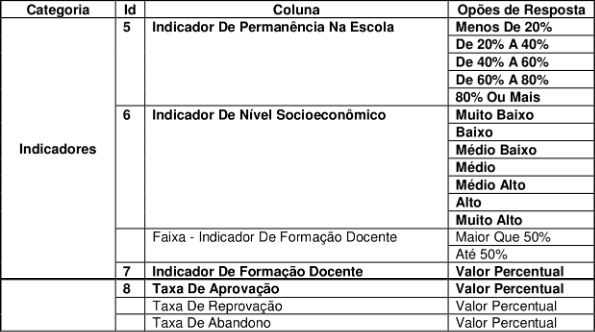 Categoria Id Coluna Opões de Resposta
5 Indicador De Permanência Na Escola Menos De 20%
De 20% A 40%
De 40% A 60%
De 60% A 80%
80% Ou Mais
6 Indicador De Nível Socioeconômico Muito Baixo
Baixo
Indicadores Médio Baixo
Médio
Médio Alto
Alto
Muito Alto
Faixa - Indicador De Formação Docente Maior Que 50%
Até 50%
7 Indicador De Formação Docente Valor Percentual
8 Taxa De Aprovação Valor Percentual
Taxa De Reprovação Valor Percentual
Taxa De Abandono Valor Percentual